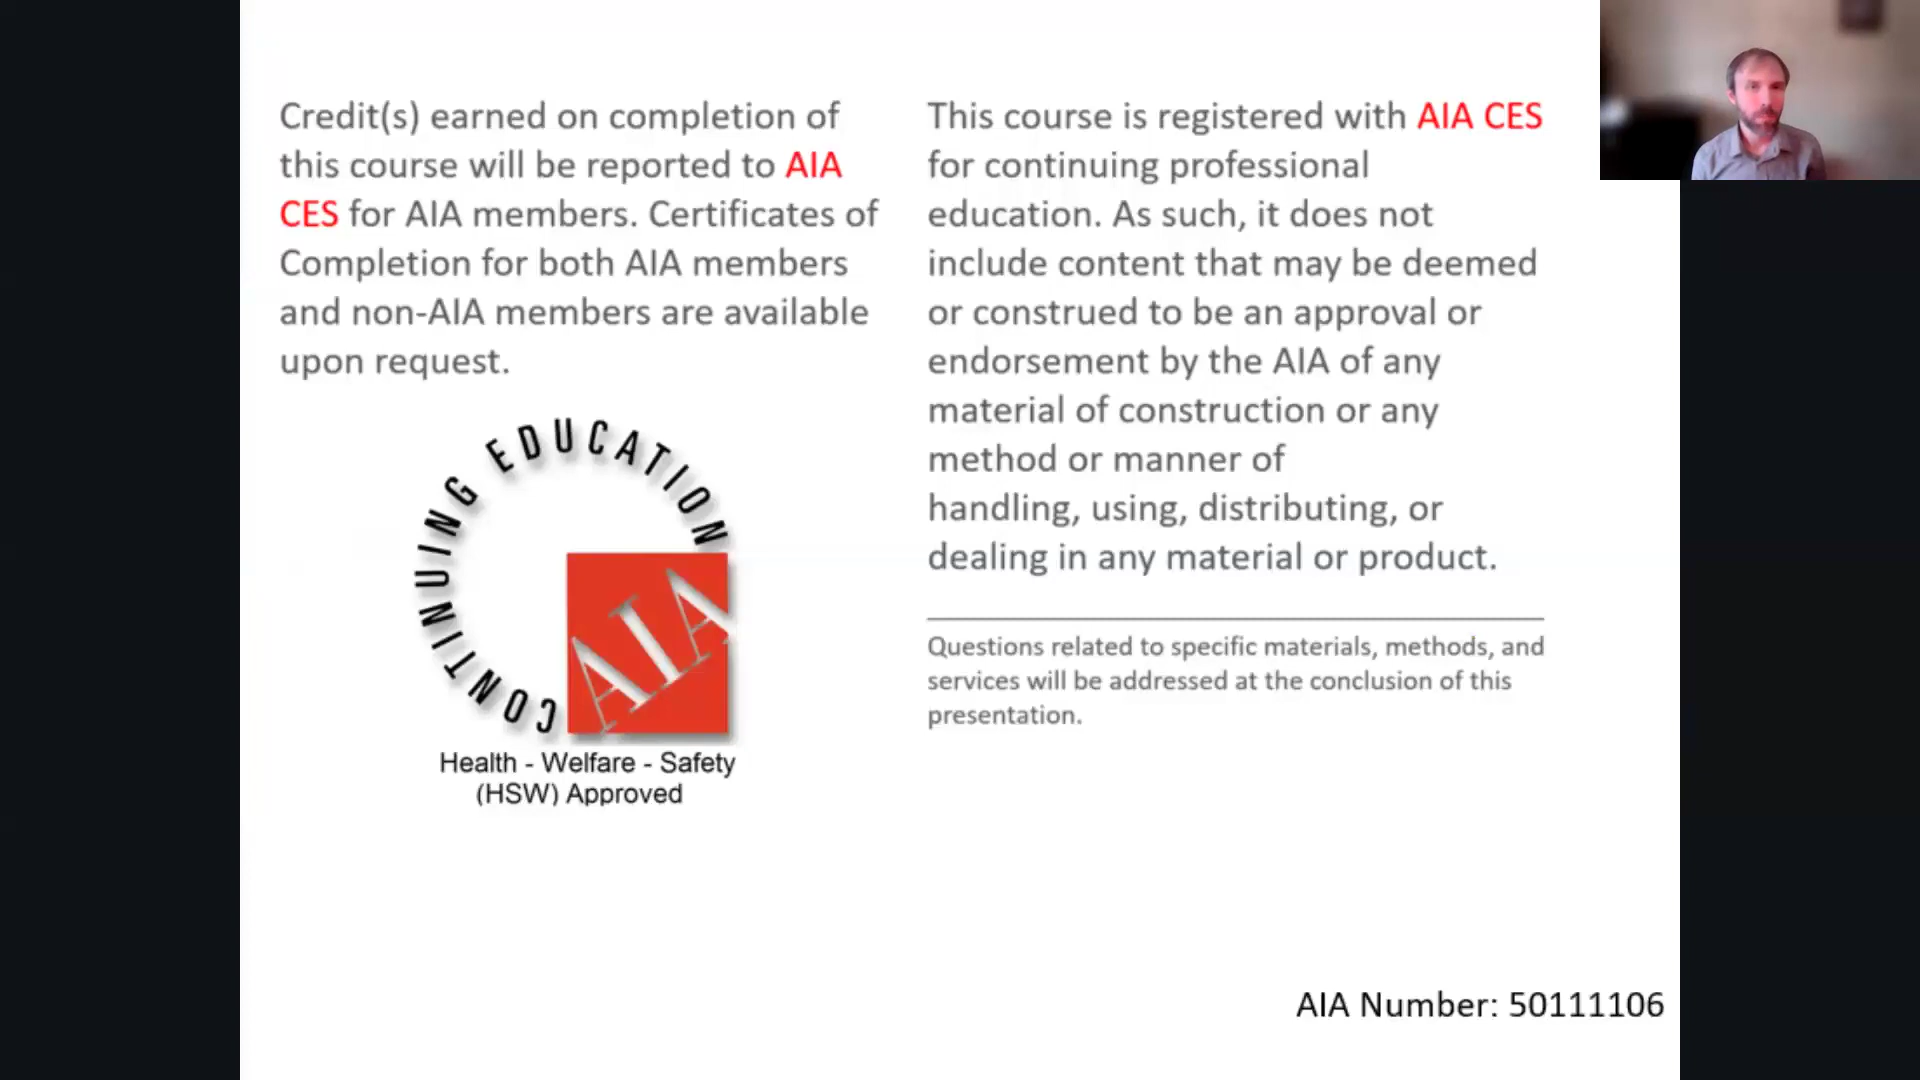 Credit(s) earned on completion of
this course will be reported to AIA
CES for AIA members. Certificates of
Completion for both AIA members
and non-AIA members are available
upon request.
CONTINUING EDUCATION
AIA
Health - Welfare - Safety
(HSW) Approved
This course is registered with AIA CES
for continuing professional
education. As such, it does not
include content that may be deemed
or construed to be an approval or
endorsement by the AIA of any
material of construction or any
method or manner of
handling, using, distributing, or
dealing in any material or product.
Questions related to specific materials, methods, and
services will be addressed at the conclusion of this
presentation.
AIA Number: 50111106